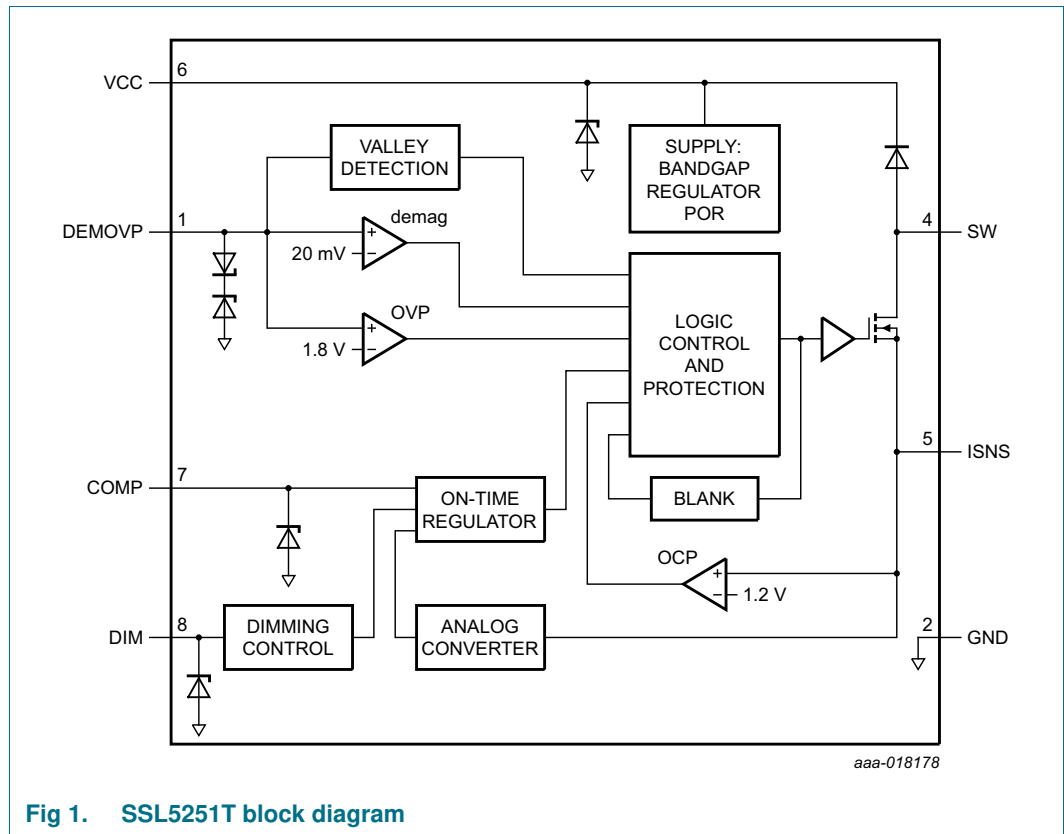 VCC
6
VALLEY
DETECTION
SUPPLY:
BANDGAP
REGULATOR
POR
DEMOVP
1
demag
+
20 mV
−
4
SW
OVP
+
1.8 V
−
LOGIC
CONTROL
AND
PROTECTION
5
ISNS
COMP
7
ON-TIME
REGULATOR
BLANK
OCP
+
−
1.2 V
DIM
8
DIMMING
CONTROL
ANALOG
CONVERTER
2
GND
aaa-018178
Fig 1. SSL5251T block diagram